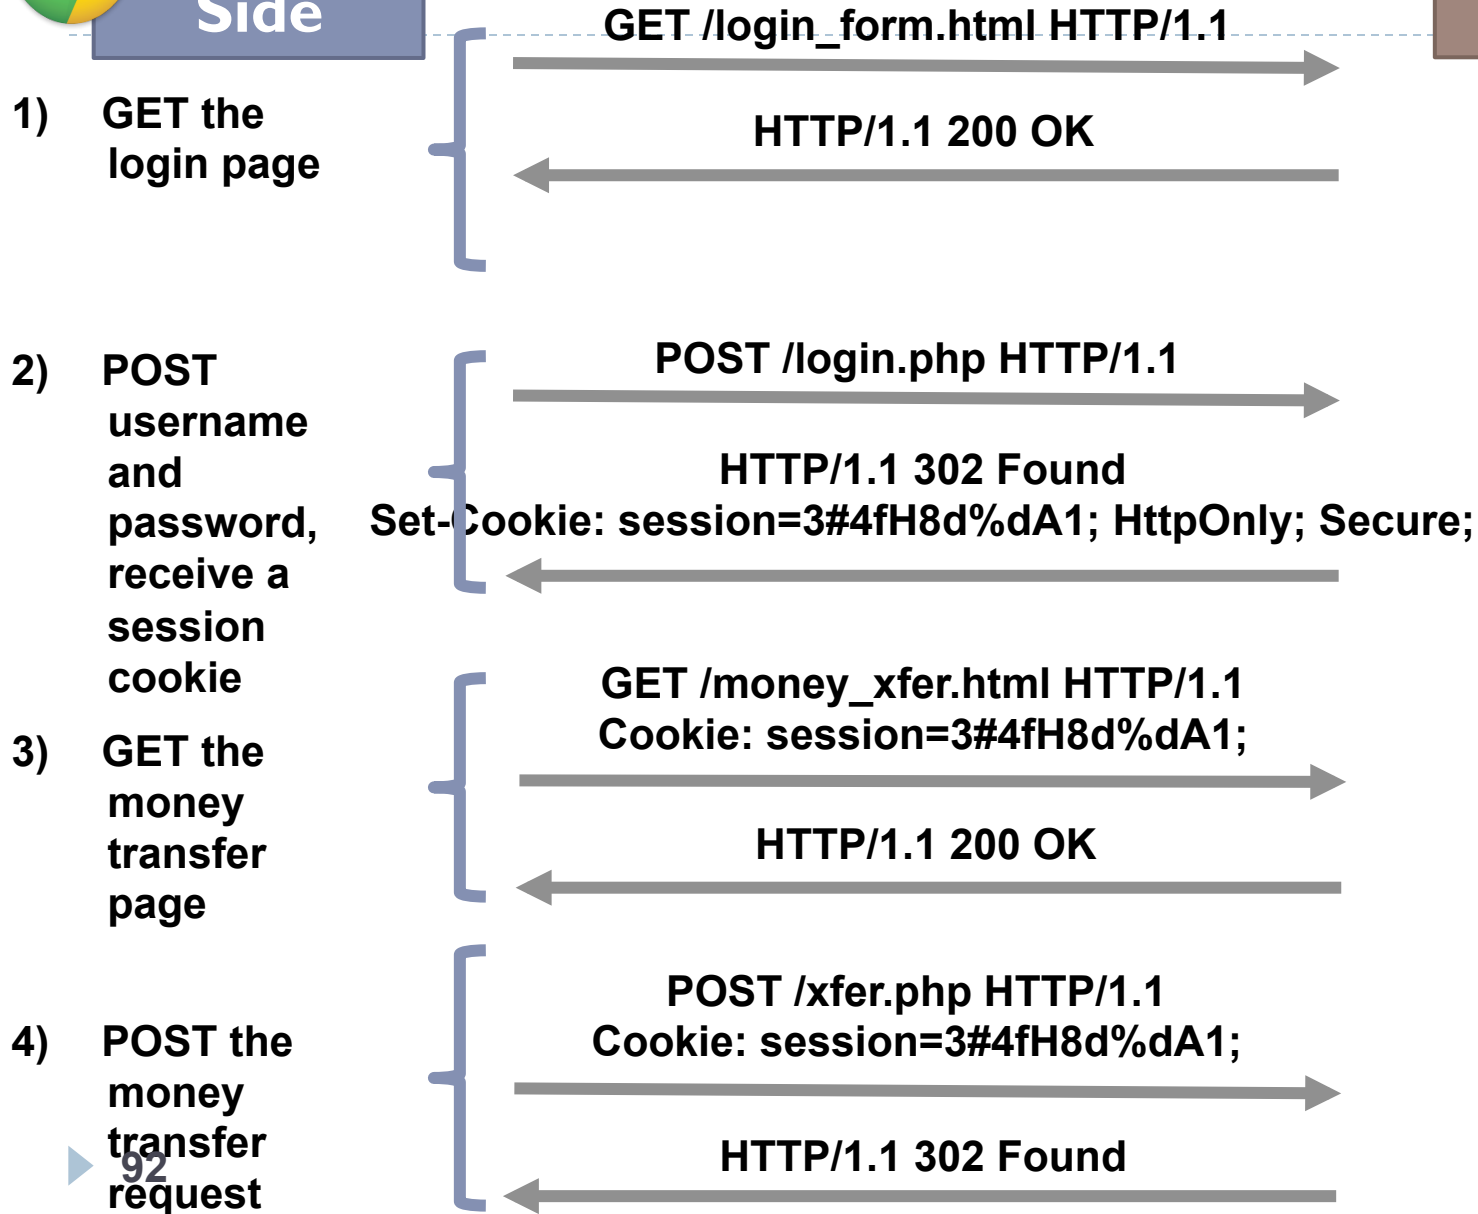 Side
GET /login_form.html HTTP/1.1
1) GET the
login page
HTTP/1.1 200 OK
2) POST
username
and
password,
receive a
session
cookie
POST /login.php HTTP/1.1
HTTP/1.1 302 Found
Set-Cookie: session=3#4fH8d%dA1; HttpOnly; Secure;
3) GET the
money
transfer
page
GET /money_xfer.html HTTP/1.1
Cookie: session=3#4fH8d%dA1;
HTTP/1.1 200 OK
4) POST the
money
transfer
request
POST /xfer.php HTTP/1.1
Cookie: session=3#4fH8d%dA1;
HTTP/1.1 302 Found
92